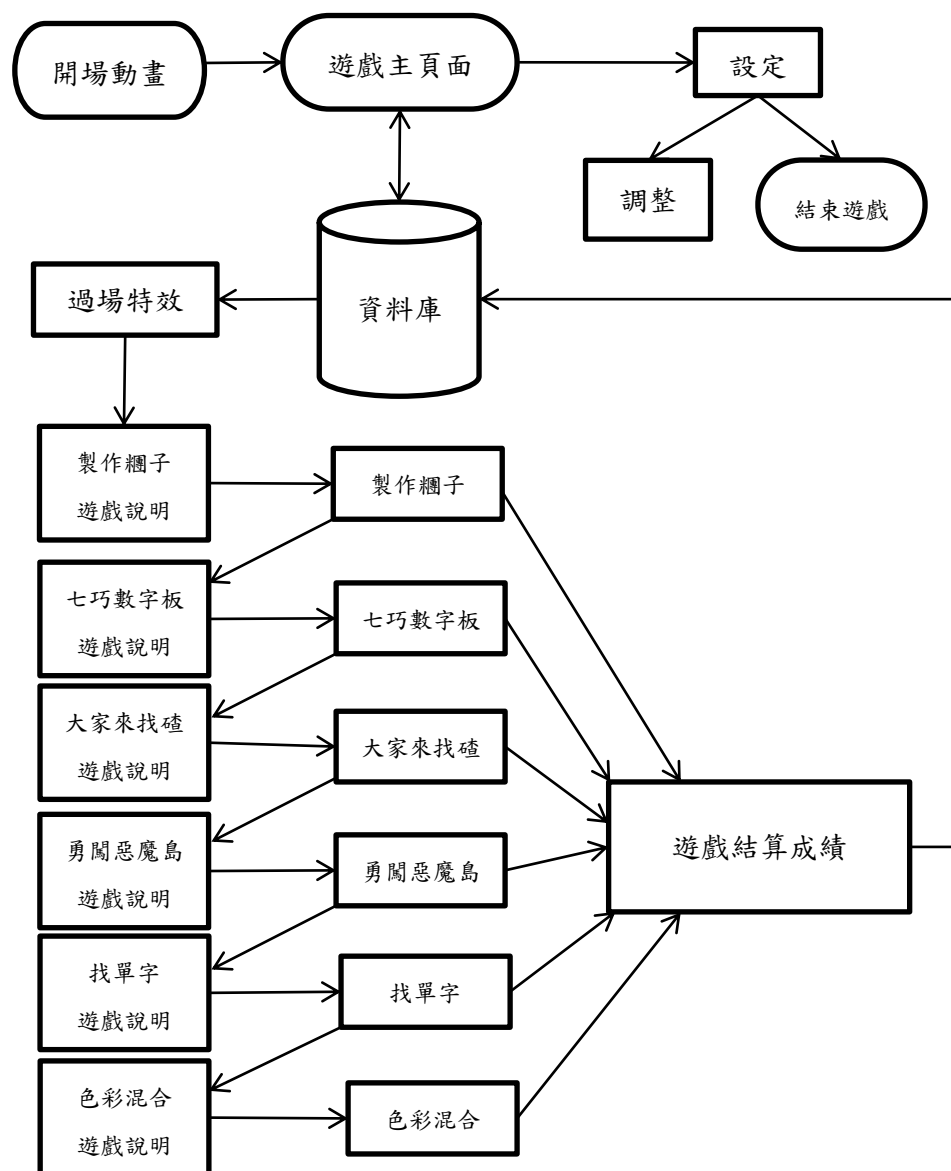 開場動畫
遊戲主頁面
設定
調整
結束遊戲
過場特效
資料庫
製作糰子
遊戲說明
製作糰子
七巧數字板
遊戲說明
七巧數字板
大家來找碴
遊戲說明
大家來找碴
勇闖惡魔島
遊戲說明
勇闖惡魔島
遊戲結算成績
找單字
遊戲說明
找單字
色彩混合
遊戲說明
色彩混合